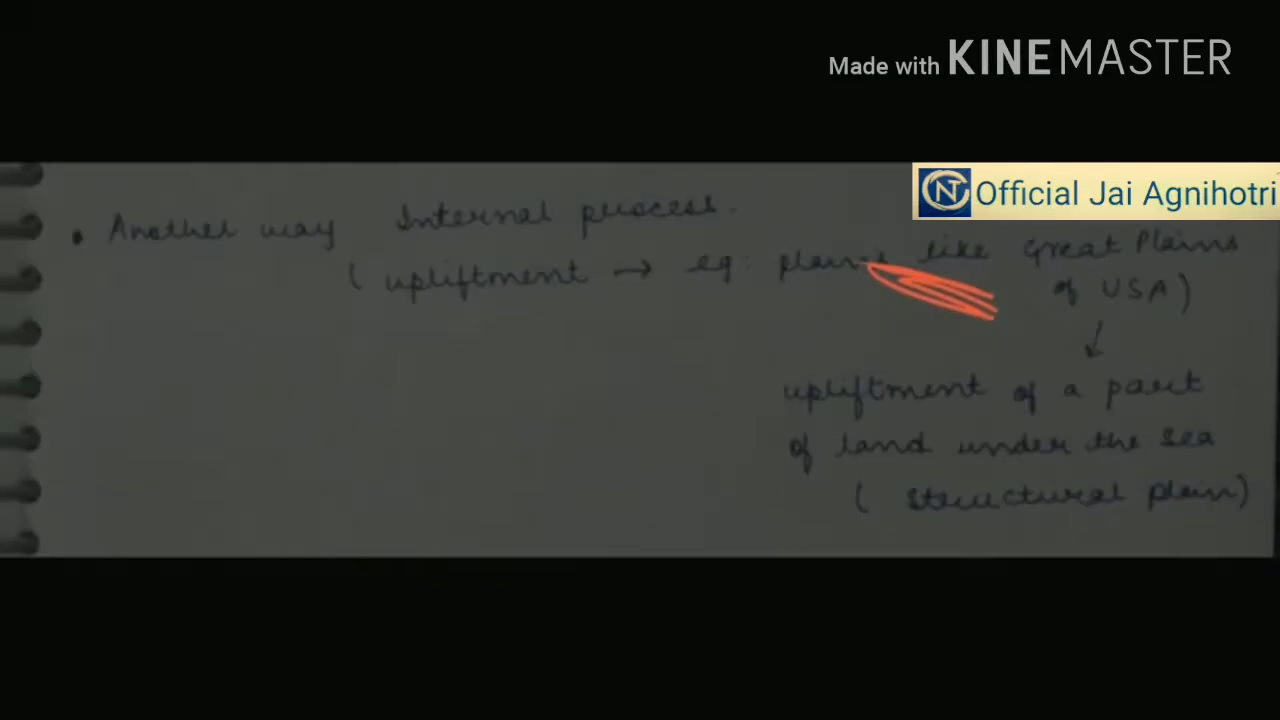 Made with KINEMASTER
Official Jai Agnihotri
• Another way Internal process.
( upliftment → eg: plains like Great Plains
of USA)
↓
upliftment of a part
of land under the sea
( structural plain)